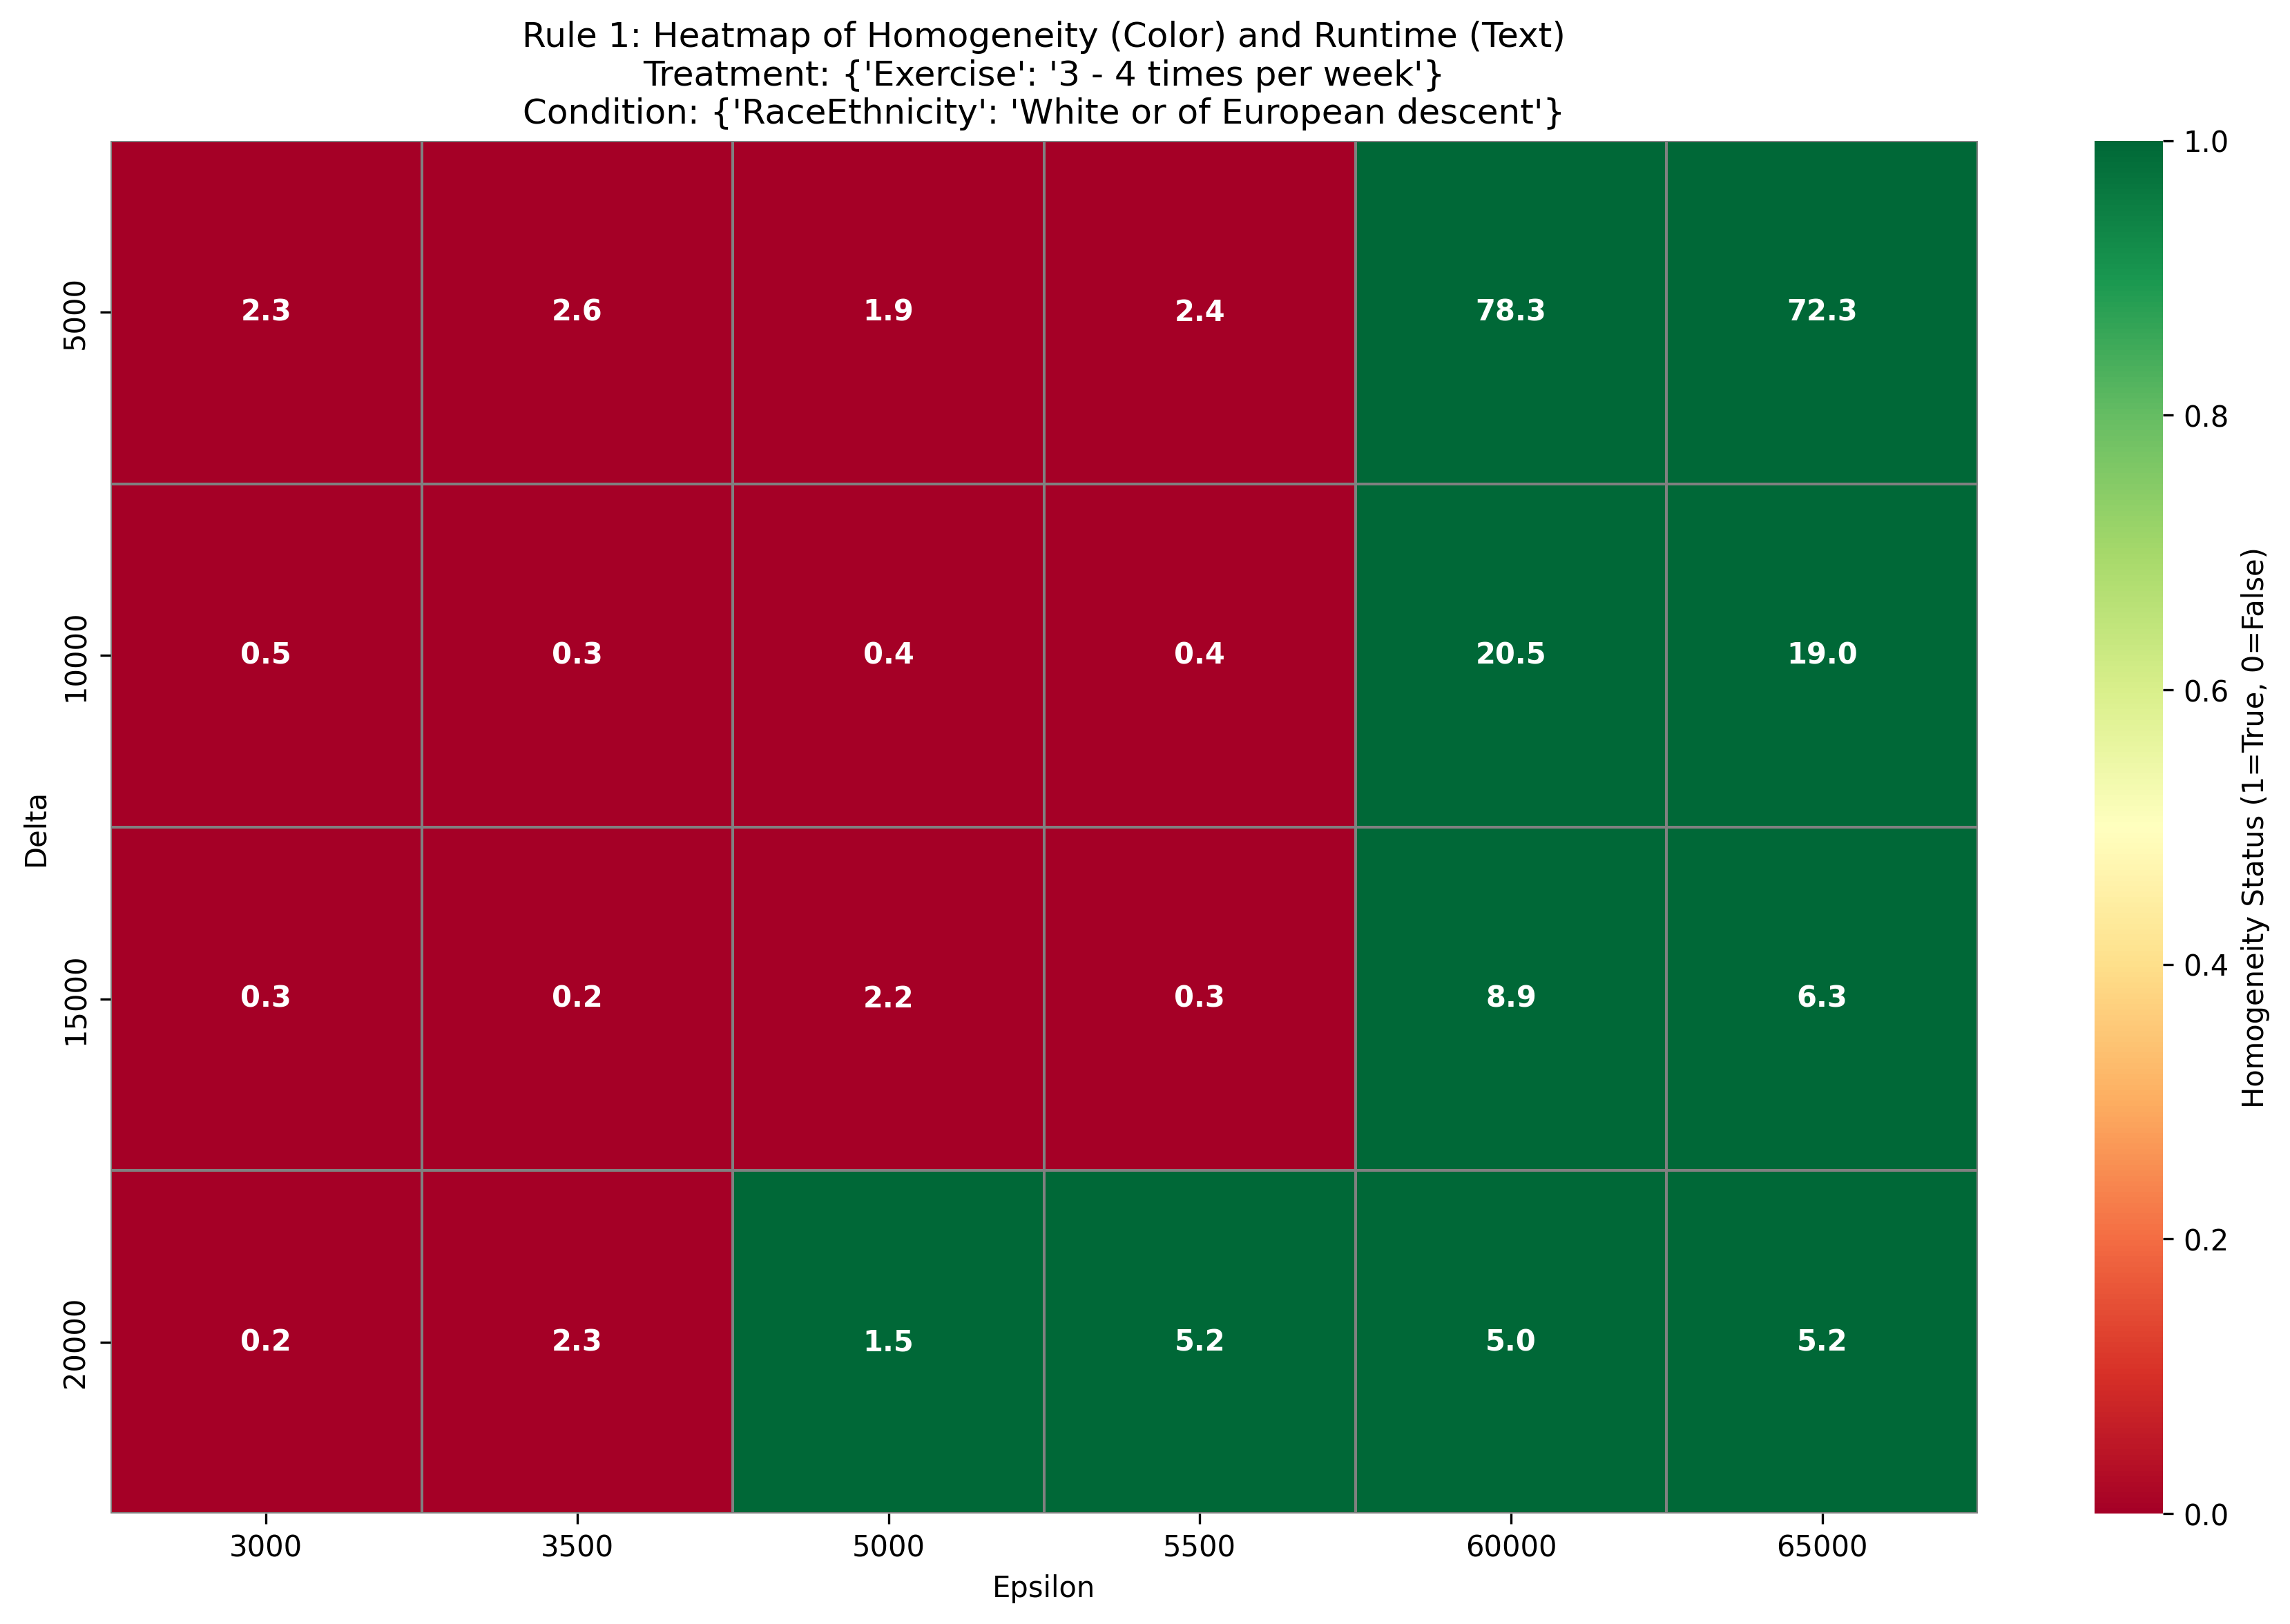 Rule 1: Heatmap of Homogeneity (Color) and Runtime (Text)
Treatment: {'Exercise': '3 - 4 times per week'}
Condition: {'RaceEthnicity': 'White or of European descent'}
Delta
5000
2.3 2.6 1.9 2.4 78.3 72.3
10000
0.5 0.3 0.4 0.4 20.5 19.0
15000
0.3 0.2 2.2 0.3 8.9 6.3
20000
0.2 2.3 1.5 5.2 5.0 5.2
3000 3500 5000 5500 60000 65000
Epsilon
1.0
0.8
0.6
0.4
0.2
0.0
Homogeneity Status (1=True, 0=False)